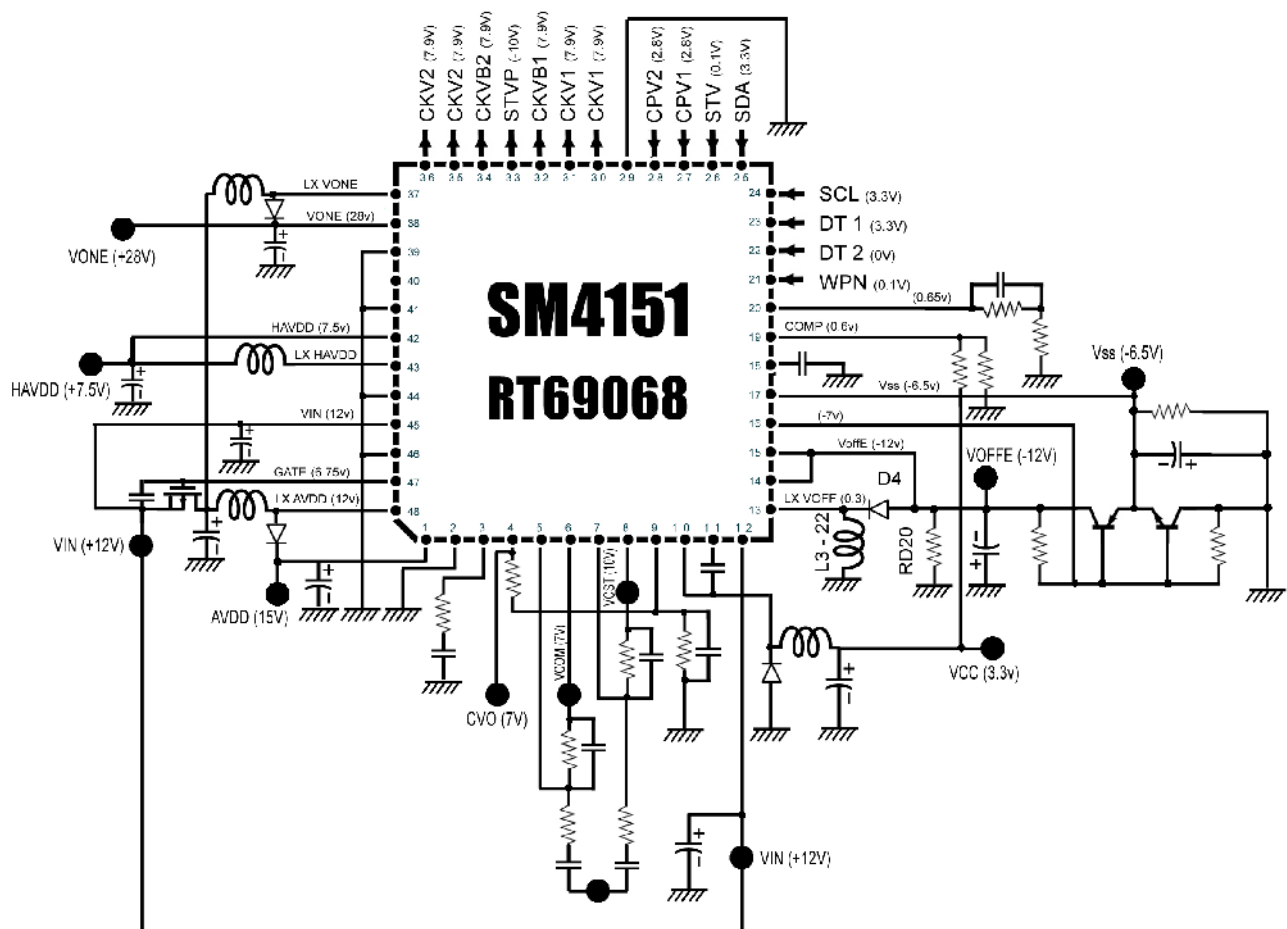 CKV2 (7.9V)
CKV2 (7.9V)
CKVB2 (7.9V)
STVP (-10V)
CKVB1 (7.9V)
CKV1 (7.9V)
CKV1 (7.9V)
CPV2 (2.8V)
CPV1 (2.8V)
STV (0.1V)
SDA (3.3V)
36 35 34 33 32 31 30 29 28 27 26 25
LX VONE 37
VONE (28v) 38
VONE (+28V)
39
40
41
HAVDD (7.5v) 42
LX HAVDD 43
HAVDD (+7.5V)
44
VIN (12v) 45
46
GATE (6.75v) 47
LX AVDD (12v) 48
VIN (+12V)
AVDD (15V)
SM4151
RT69068
24 SCL (3.3V)
23 DT 1 (3.3V)
22 DT 2 (0V)
21 WPN (0.1V)
20 (0.65v)
19 COMP (0.6v)
18
17 Vss (-6.5v)
16 (-7V)
15 VoffE (-12v)
14
13 LX VOFF (0.3)
Vss (-6.5V)
VOFFE (-12V)
D4
L3 - 22
RD20
1 2 3 4 5 6 7 8 9 10 11 12
VCST (10V)
VCOM (7V)
CVO (7V)
VCC (3.3v)
VIN (+12V)
+
-
+
-
+
-
+
-
+
-
+
-
+
-
+
-
-
+